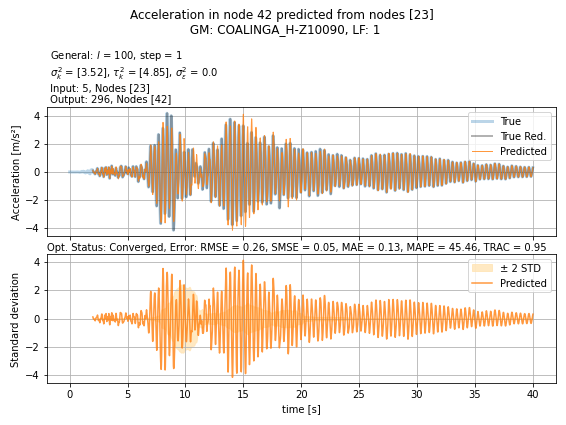 Acceleration in node 42 predicted from nodes [23]
GM: COALINGA_H-Z10090, LF: 1
General: l = 100, step = 1
σ²ₖ = [3.52], τ²ₖ = [4.85], σ²ε = 0.0
Input: 5, Nodes [23]
Output: 296, Nodes [42]
Acceleration [m/s²]
4
2
0
−2
−4
True
True Red.
Predicted
Opt. Status: Converged, Error: RMSE = 0.26, SMSE = 0.05, MAE = 0.13, MAPE = 45.46, TRAC = 0.95
Standard deviation
4
2
0
−2
−4
± 2 STD
Predicted
0 5 10 15 20 25 30 35 40
time [s]